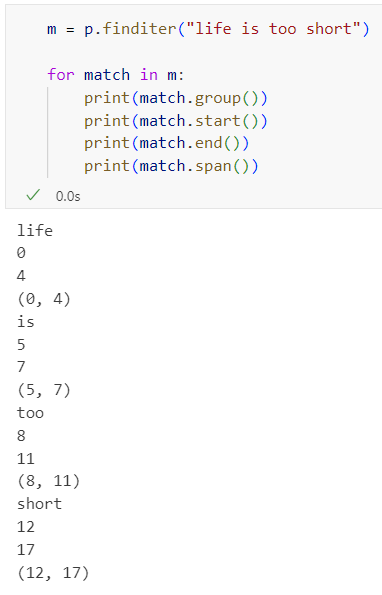 m = p.finditer("life is too short")
for match in m:
    print(match.group())
    print(match.start())
    print(match.end())
    print(match.span())
0.0s
life
0
4
(0, 4)
is
5
7
(5, 7)
too
8
11
(8, 11)
short
12
17
(12, 17)